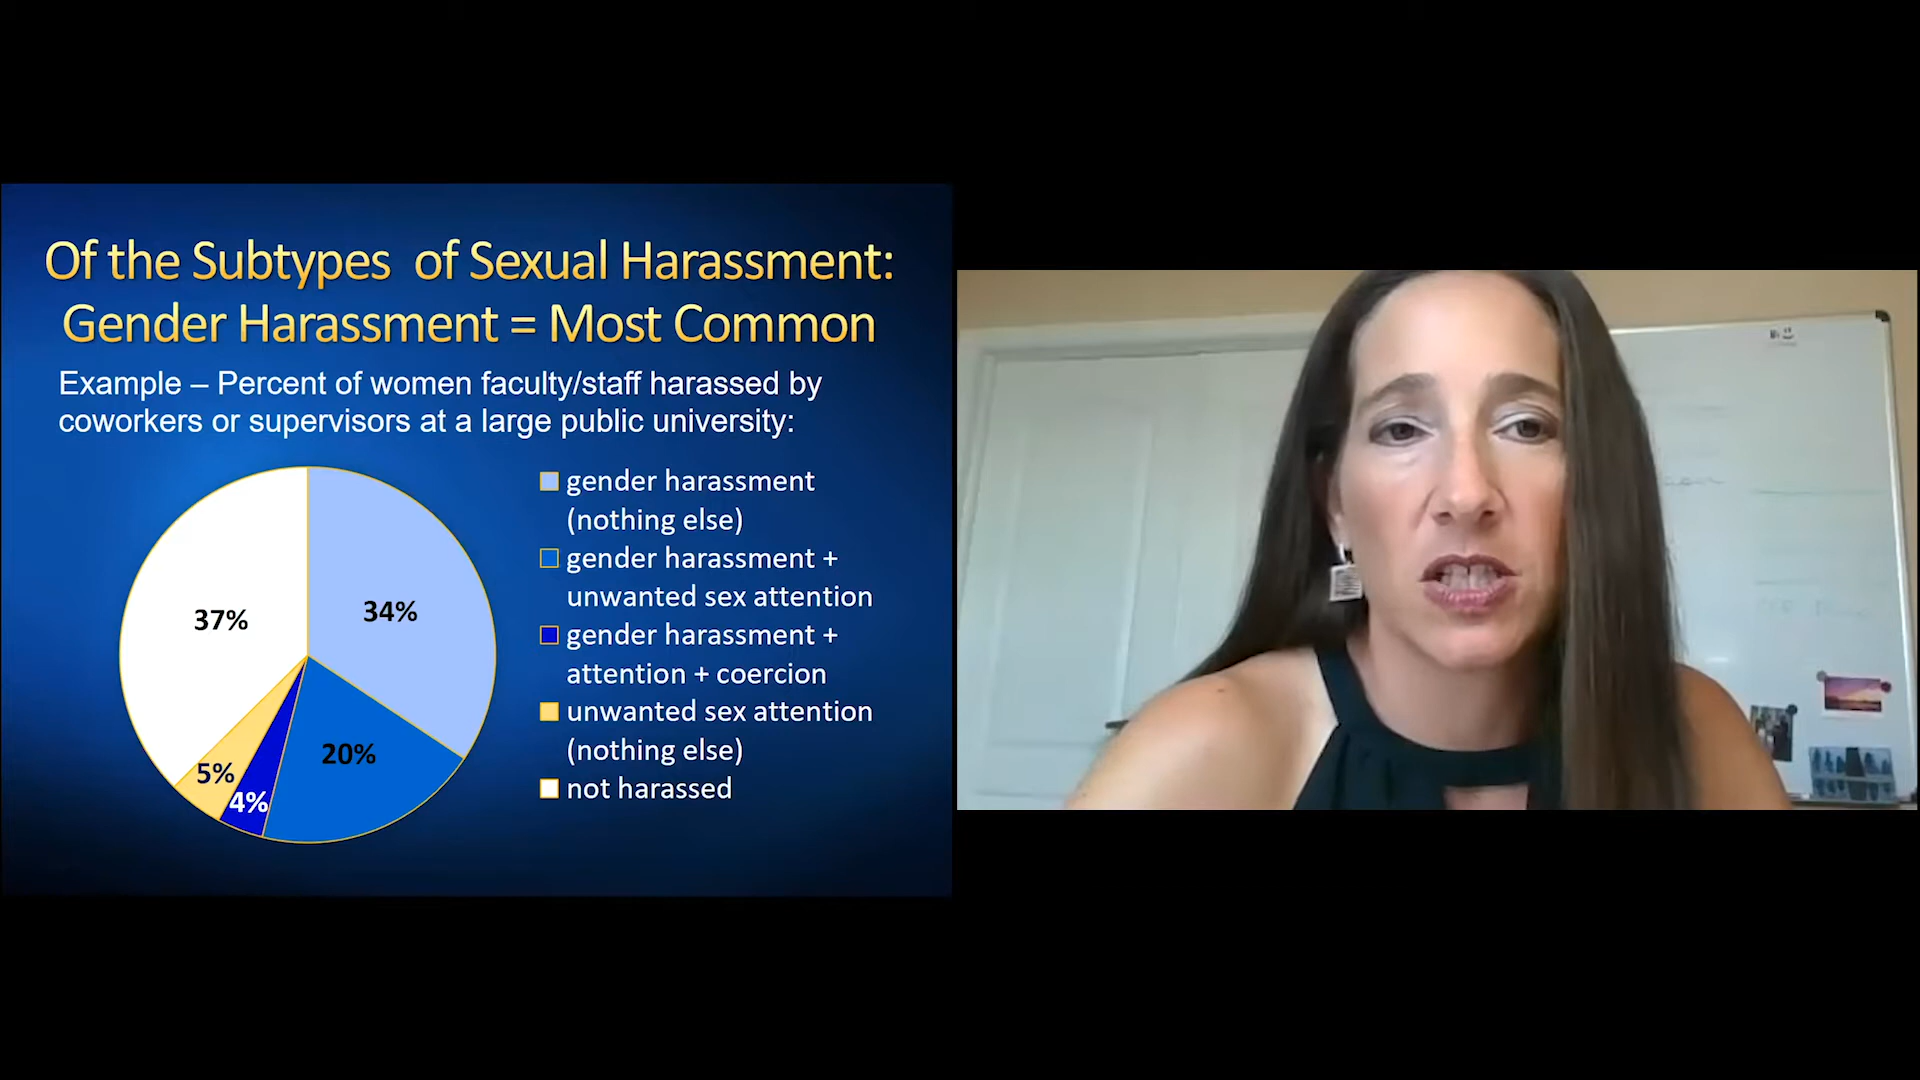 Of the Subtypes of Sexual Harassment:
Gender Harassment = Most Common
Example – Percent of women faculty/staff harassed by
coworkers or supervisors at a large public university:
37%
34%
20%
5%
4%
gender harassment
(nothing else)
gender harassment +
unwanted sex attention
gender harassment +
attention + coercion
unwanted sex attention
(nothing else)
not harassed